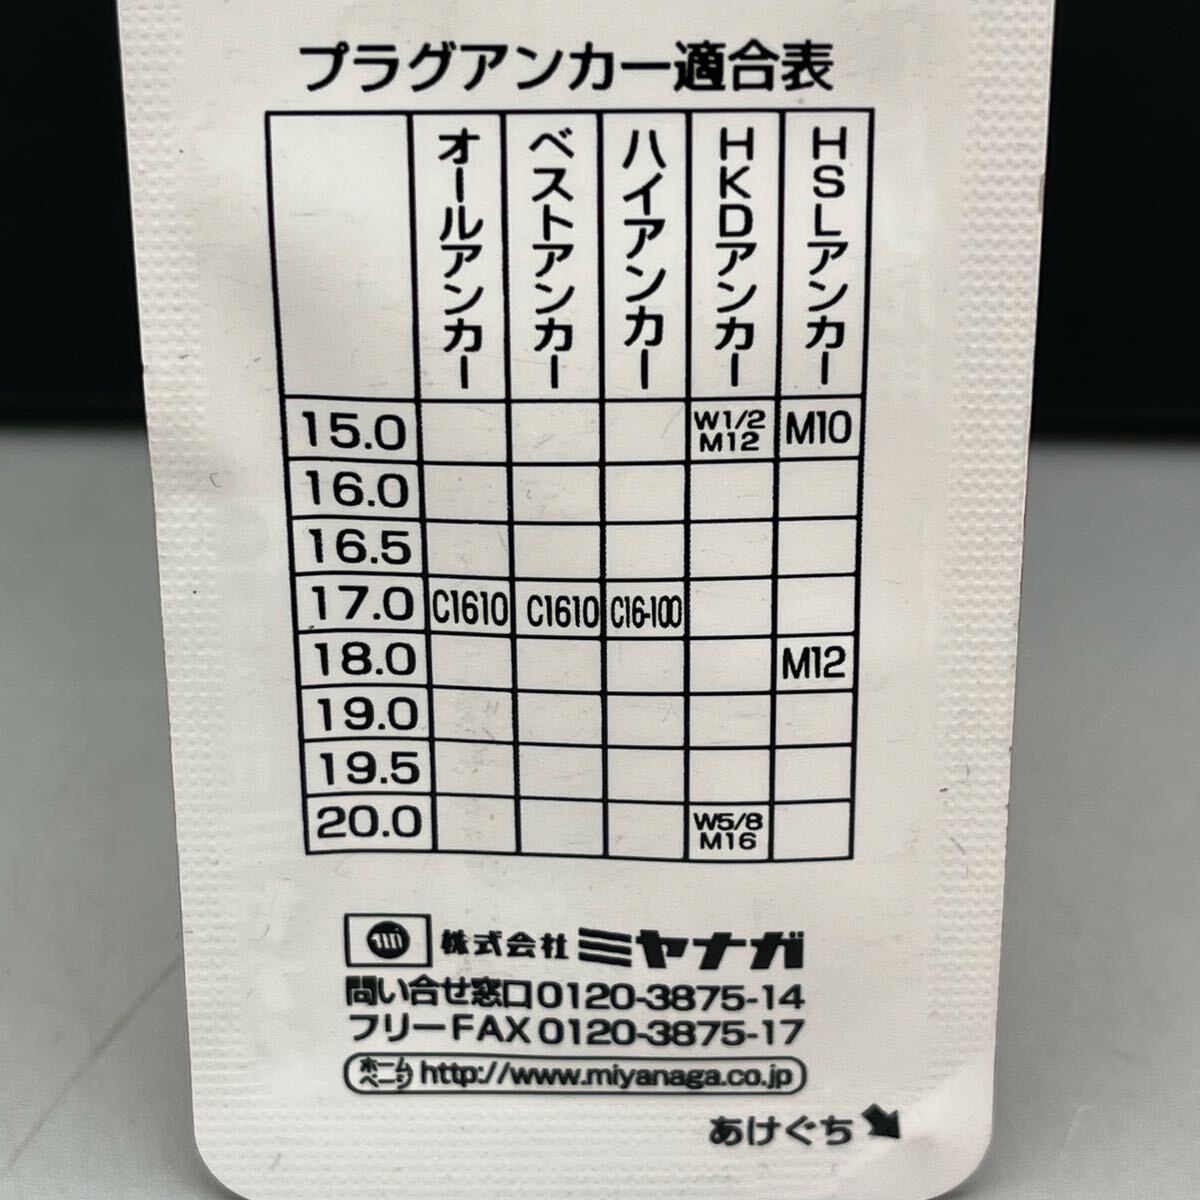 プラグアンカー適合表
オールアンカー ベストアンカー ハイアンカー HKDアンカー HSLアンカー
15.0 W1/2 M12 M10
16.0
16.5
17.0 C1610 C1610 C16-100
18.0 M12
19.0
19.5
20.0 W5/8 M16
株式会社ミヤナガ
問い合せ窓口0120-3875-14
フリーFAX0120-3875-17
ホームページ http://www.miyanaga.co.jp
あけぐち